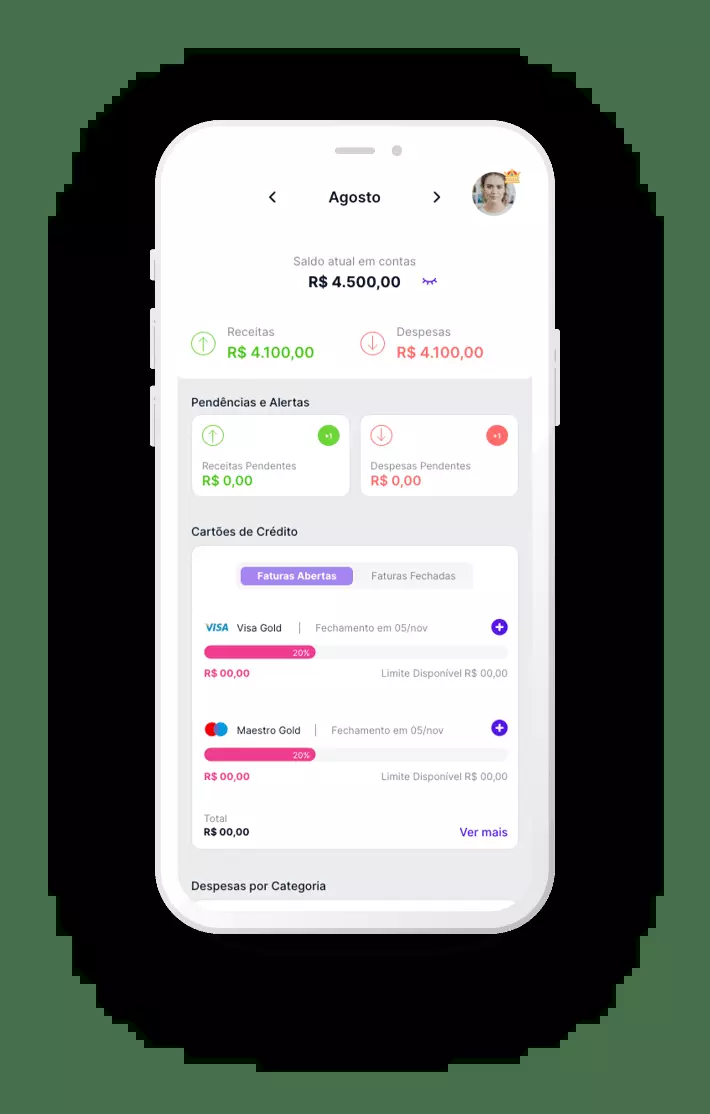 Agosto
Saldo atual em contas
R$ 4.500,00
Receitas
R$ 4.100,00
Despesas
R$ 4.100,00
Pendências e Alertas
+1
Receitas Pendentes
R$ 0,00
+1
Despesas Pendentes
R$ 0,00
Cartões de Crédito
Faturas Abertas Faturas Fechadas
VISA Visa Gold | Fechamento em 05/nov
20%
R$ 00,00 Limite Disponível R$ 00,00
Maestro Gold | Fechamento em 05/nov
20%
R$ 00,00 Limite Disponível R$ 00,00
Total
R$ 00,00 Ver mais
Despesas por Categoria